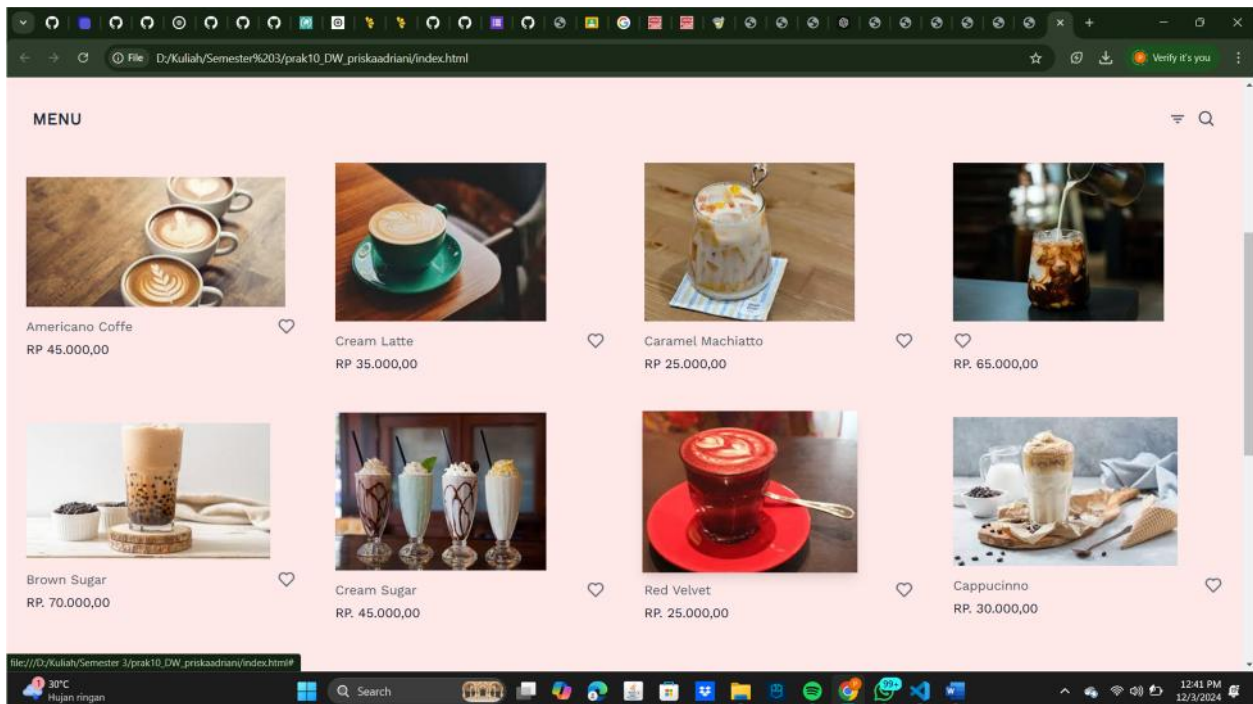 File D:/Kuliah/Semester%203/prak10_DW_priskaadriani/index.html
Verify it's you
MENU
Americano Coffe
RP 45.000,00
Cream Latte
RP 35.000,00
Caramel Machiatto
RP 25.000,00
RP. 65.000,00
Brown Sugar
RP. 70.000,00
Cream Sugar
RP. 45.000,00
Red Velvet
RP. 25.000,00
Cappucinno
RP. 30.000,00
file:///D:/Kuliah/Semester 3/prak10_DW_priskaadriani/index.html#
1
30°C
Hujan ringan
Search
99+
12:41 PM
12/3/2024